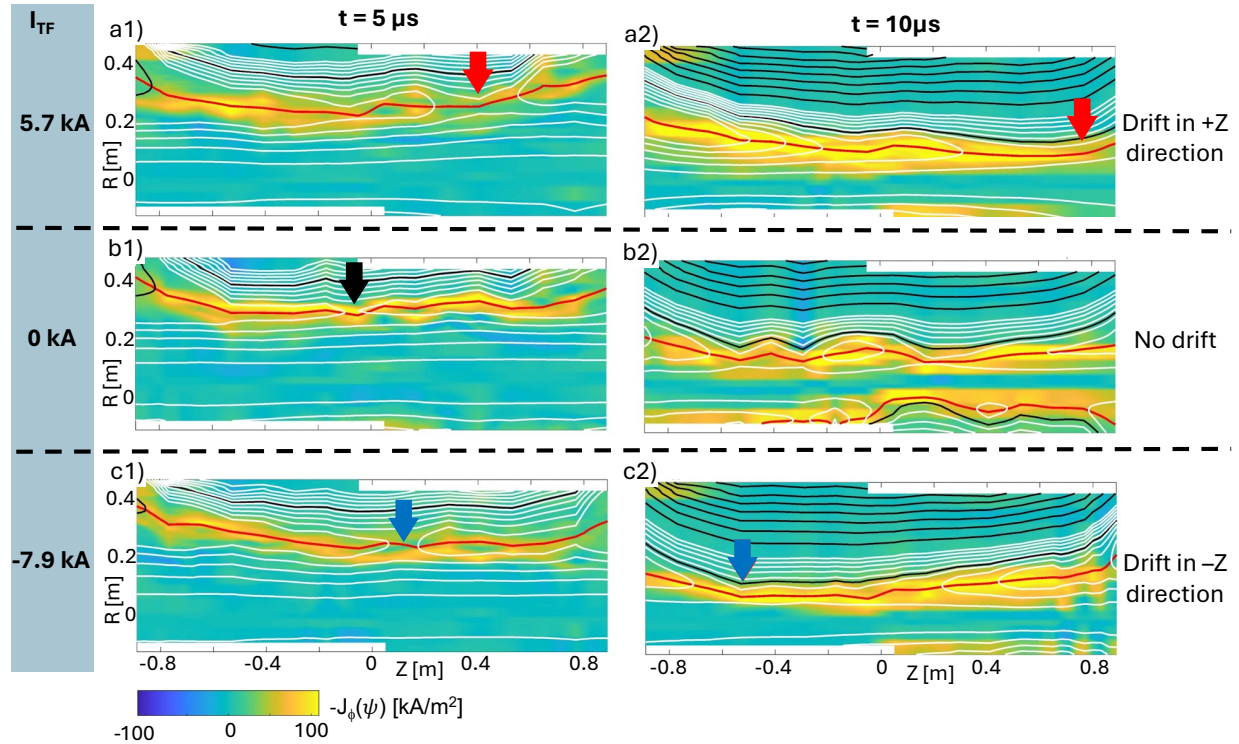 I_TF
t = 5 µs
t = 10µs
a1)
a2)
0.4
0.2
0
R [m]
5.7 kA
Drift in +Z
direction
b1)
b2)
0.4
0.2
0
R [m]
0 kA
No drift
c1)
c2)
0.4
0.2
0
R [m]
-7.9 kA
Drift in –Z
direction
-0.8
-0.4
0
Z [m]
0.4
0.8
-0.8
-0.4
0
Z [m]
0.4
0.8
-J_ϕ(ψ) [kA/m²]
-100
0
100